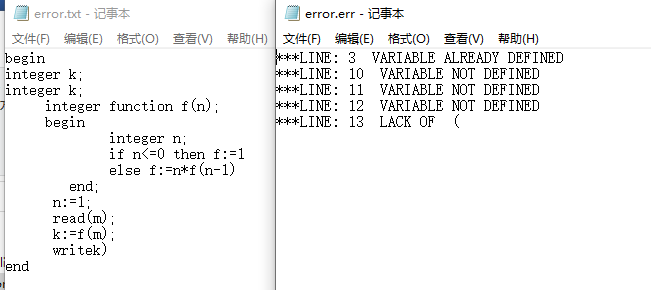 error.txt - 记事本
文件(F) 编辑(E) 格式(O) 查看(V) 帮助(H)
begin
integer k;
integer k;
integer function f(n);
begin
integer n;
if n<=0 then f:=1
else f:=n*f(n-1)
end;
n:=1;
read(m);
k:=f(m);
writek)
end
error.err - 记事本
文件(F) 编辑(E) 格式(O) 查看(V) 帮助(H)
***LINE: 3 VARIABLE ALREADY DEFINED
***LINE: 10 VARIABLE NOT DEFINED
***LINE: 11 VARIABLE NOT DEFINED
***LINE: 12 VARIABLE NOT DEFINED
***LINE: 13 LACK OF (